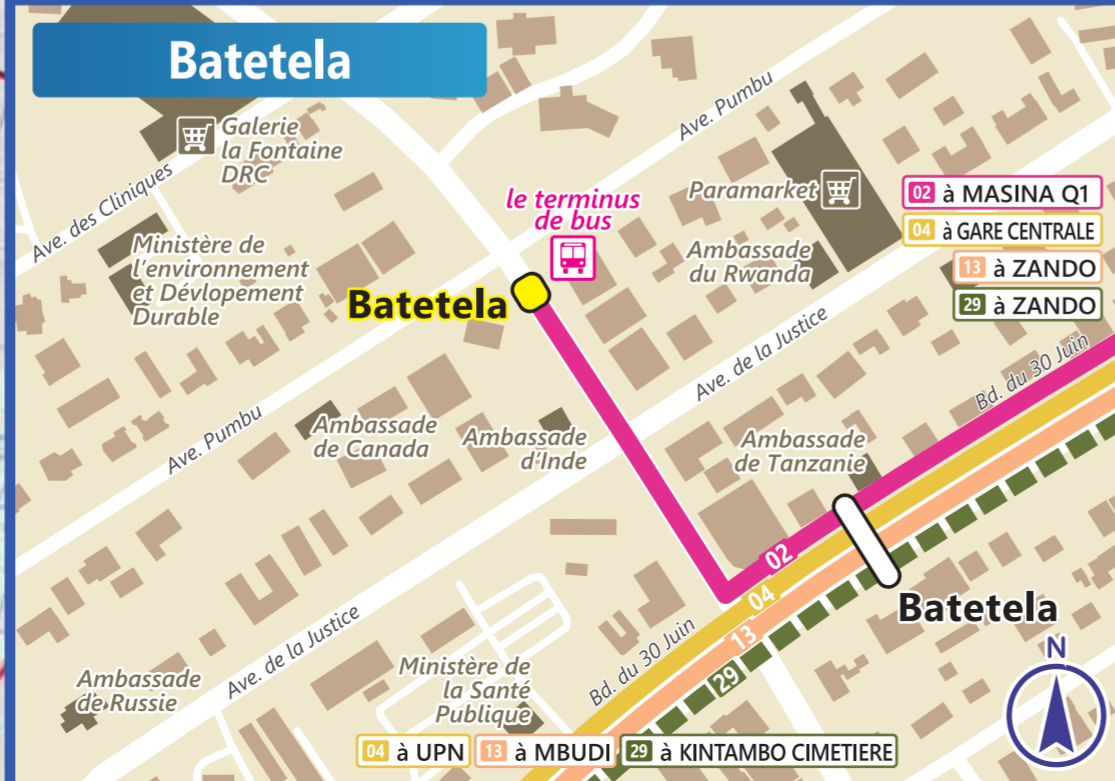 Batetela
Galerie
la Fontaine
DRC
Ave. des Cliniques
Ave. Pumbu
le terminus
de bus
Paramarket
02 à MASINA Q1
04 à GARE CENTRALE
13 à ZANDO
29 à ZANDO
Ministère de
l'environnement
et Dévlopement
Durable
Ambassade
du Rwanda
Batetela
Ave. de la Justice
Bd. du 30 Juin
Ave. Pumbu
Ambassade
de Canada
Ambassade
d'Inde
Ambassade
de Tanzanie
02
04
13
29
Batetela
N
Ave. de la Justice
Bd. du 30 Juin
Ambassade
de Russie
Ministère de
la Santé
Publique
04 à UPN 13 à MBUDI 29 à KINTAMBO CIMETIERE